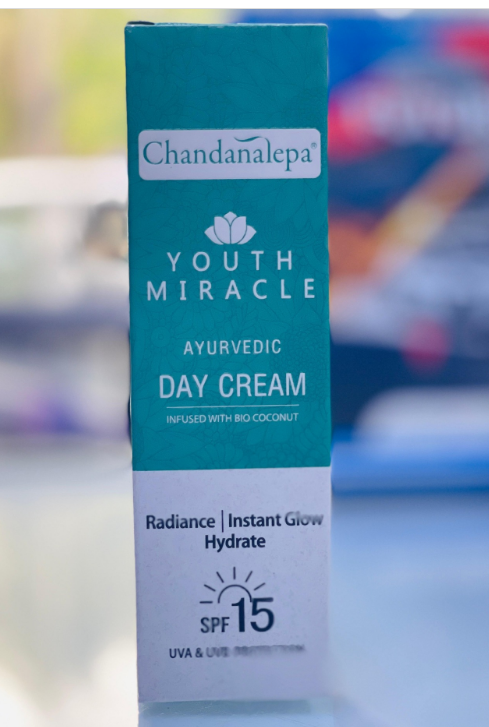 Chandanalepa®
YOUTH
MIRACLE
AYURVEDIC
DAY CREAM
INFUSED WITH BIO COCONUT
Radiance | Instant Glow
Hydrate
SPF 15
UVA &